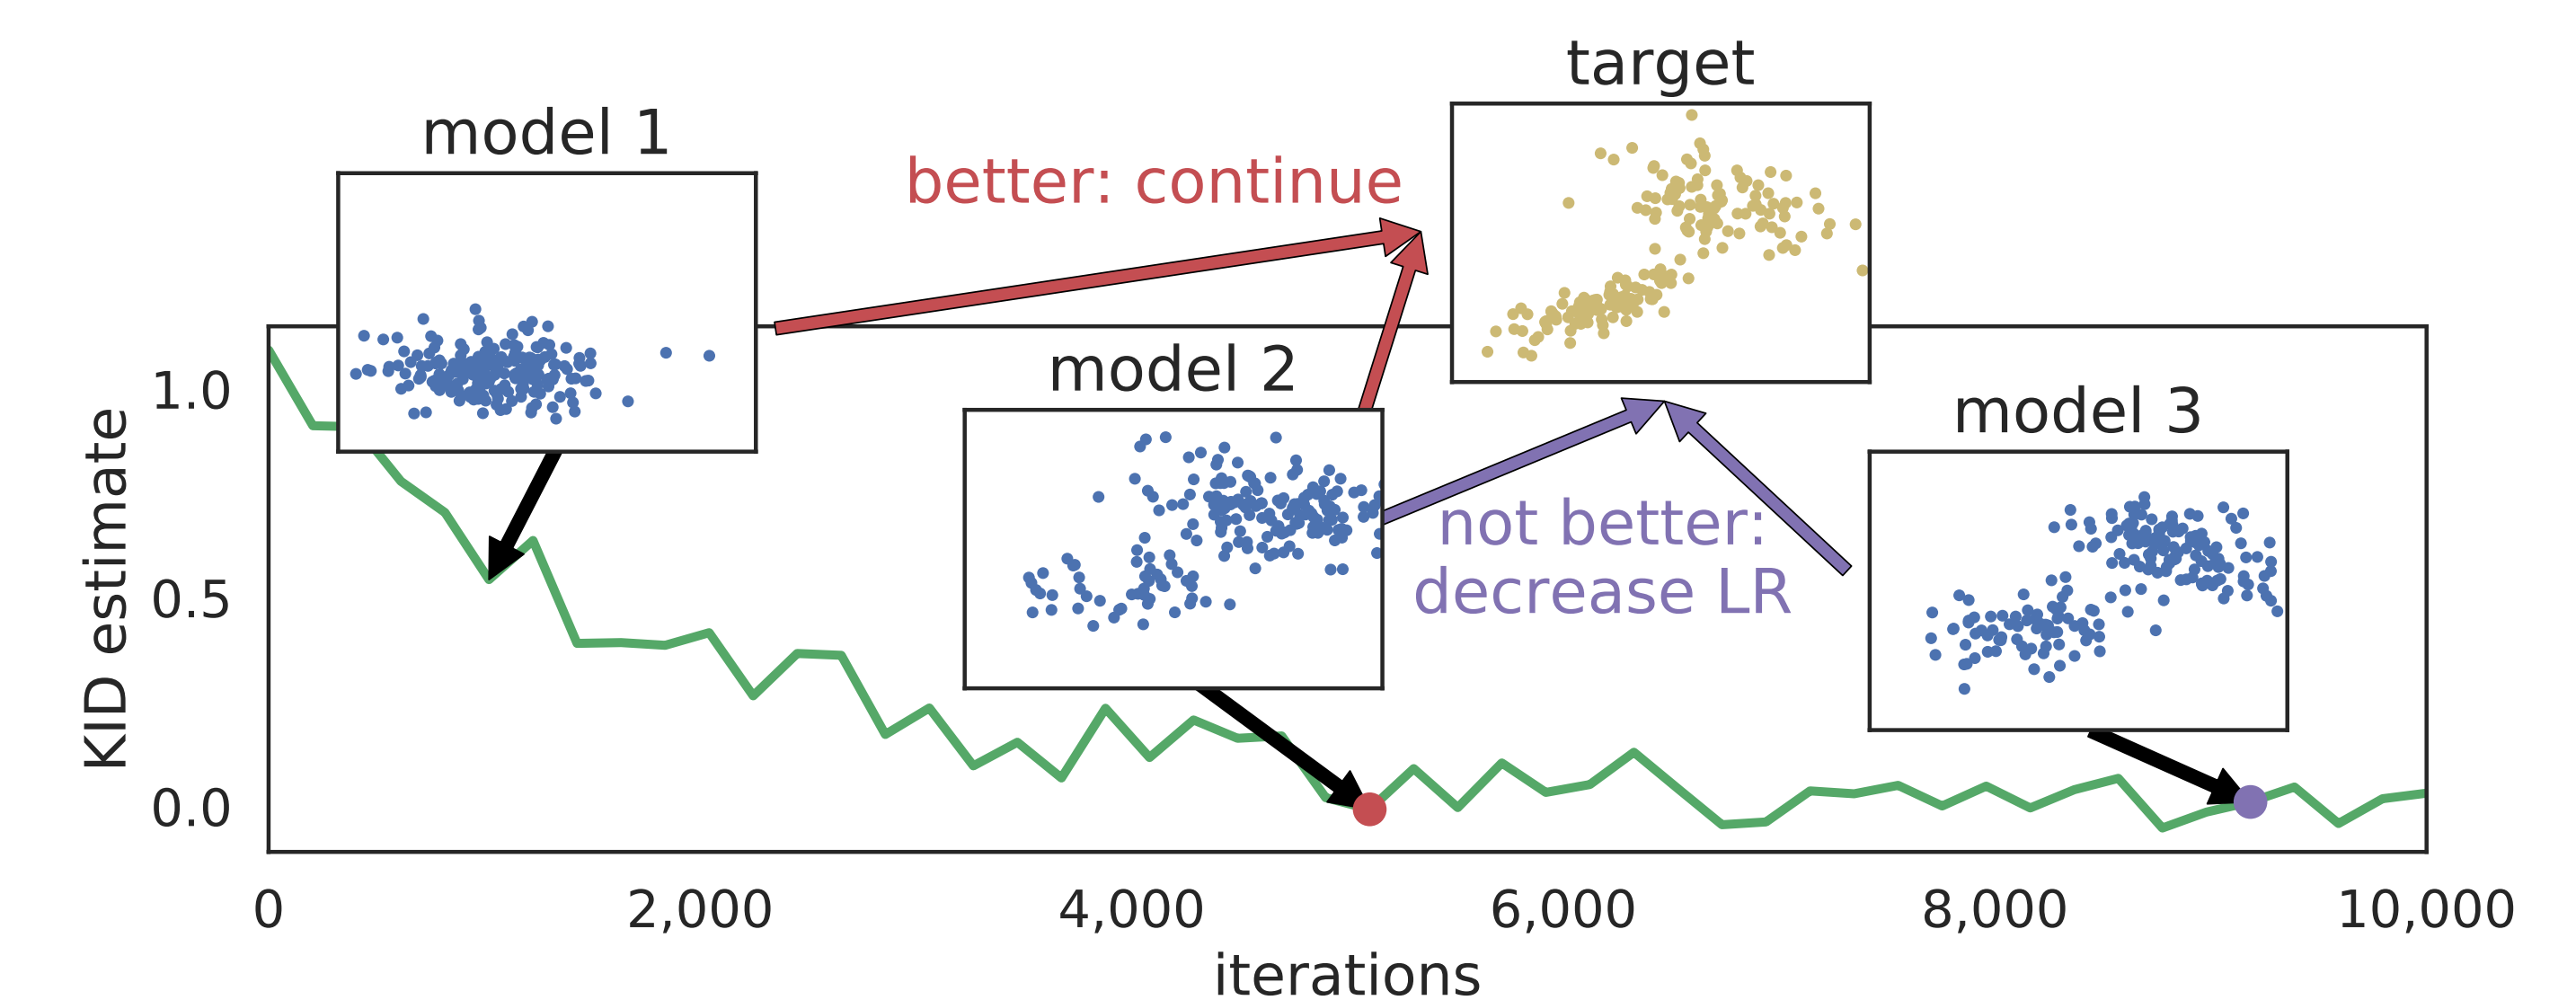 target
model 1
better: continue
model 2
model 3
not better:
decrease LR
KID estimate
1.0
0.5
0.0
0
2,000
4,000
6,000
8,000
10,000
iterations